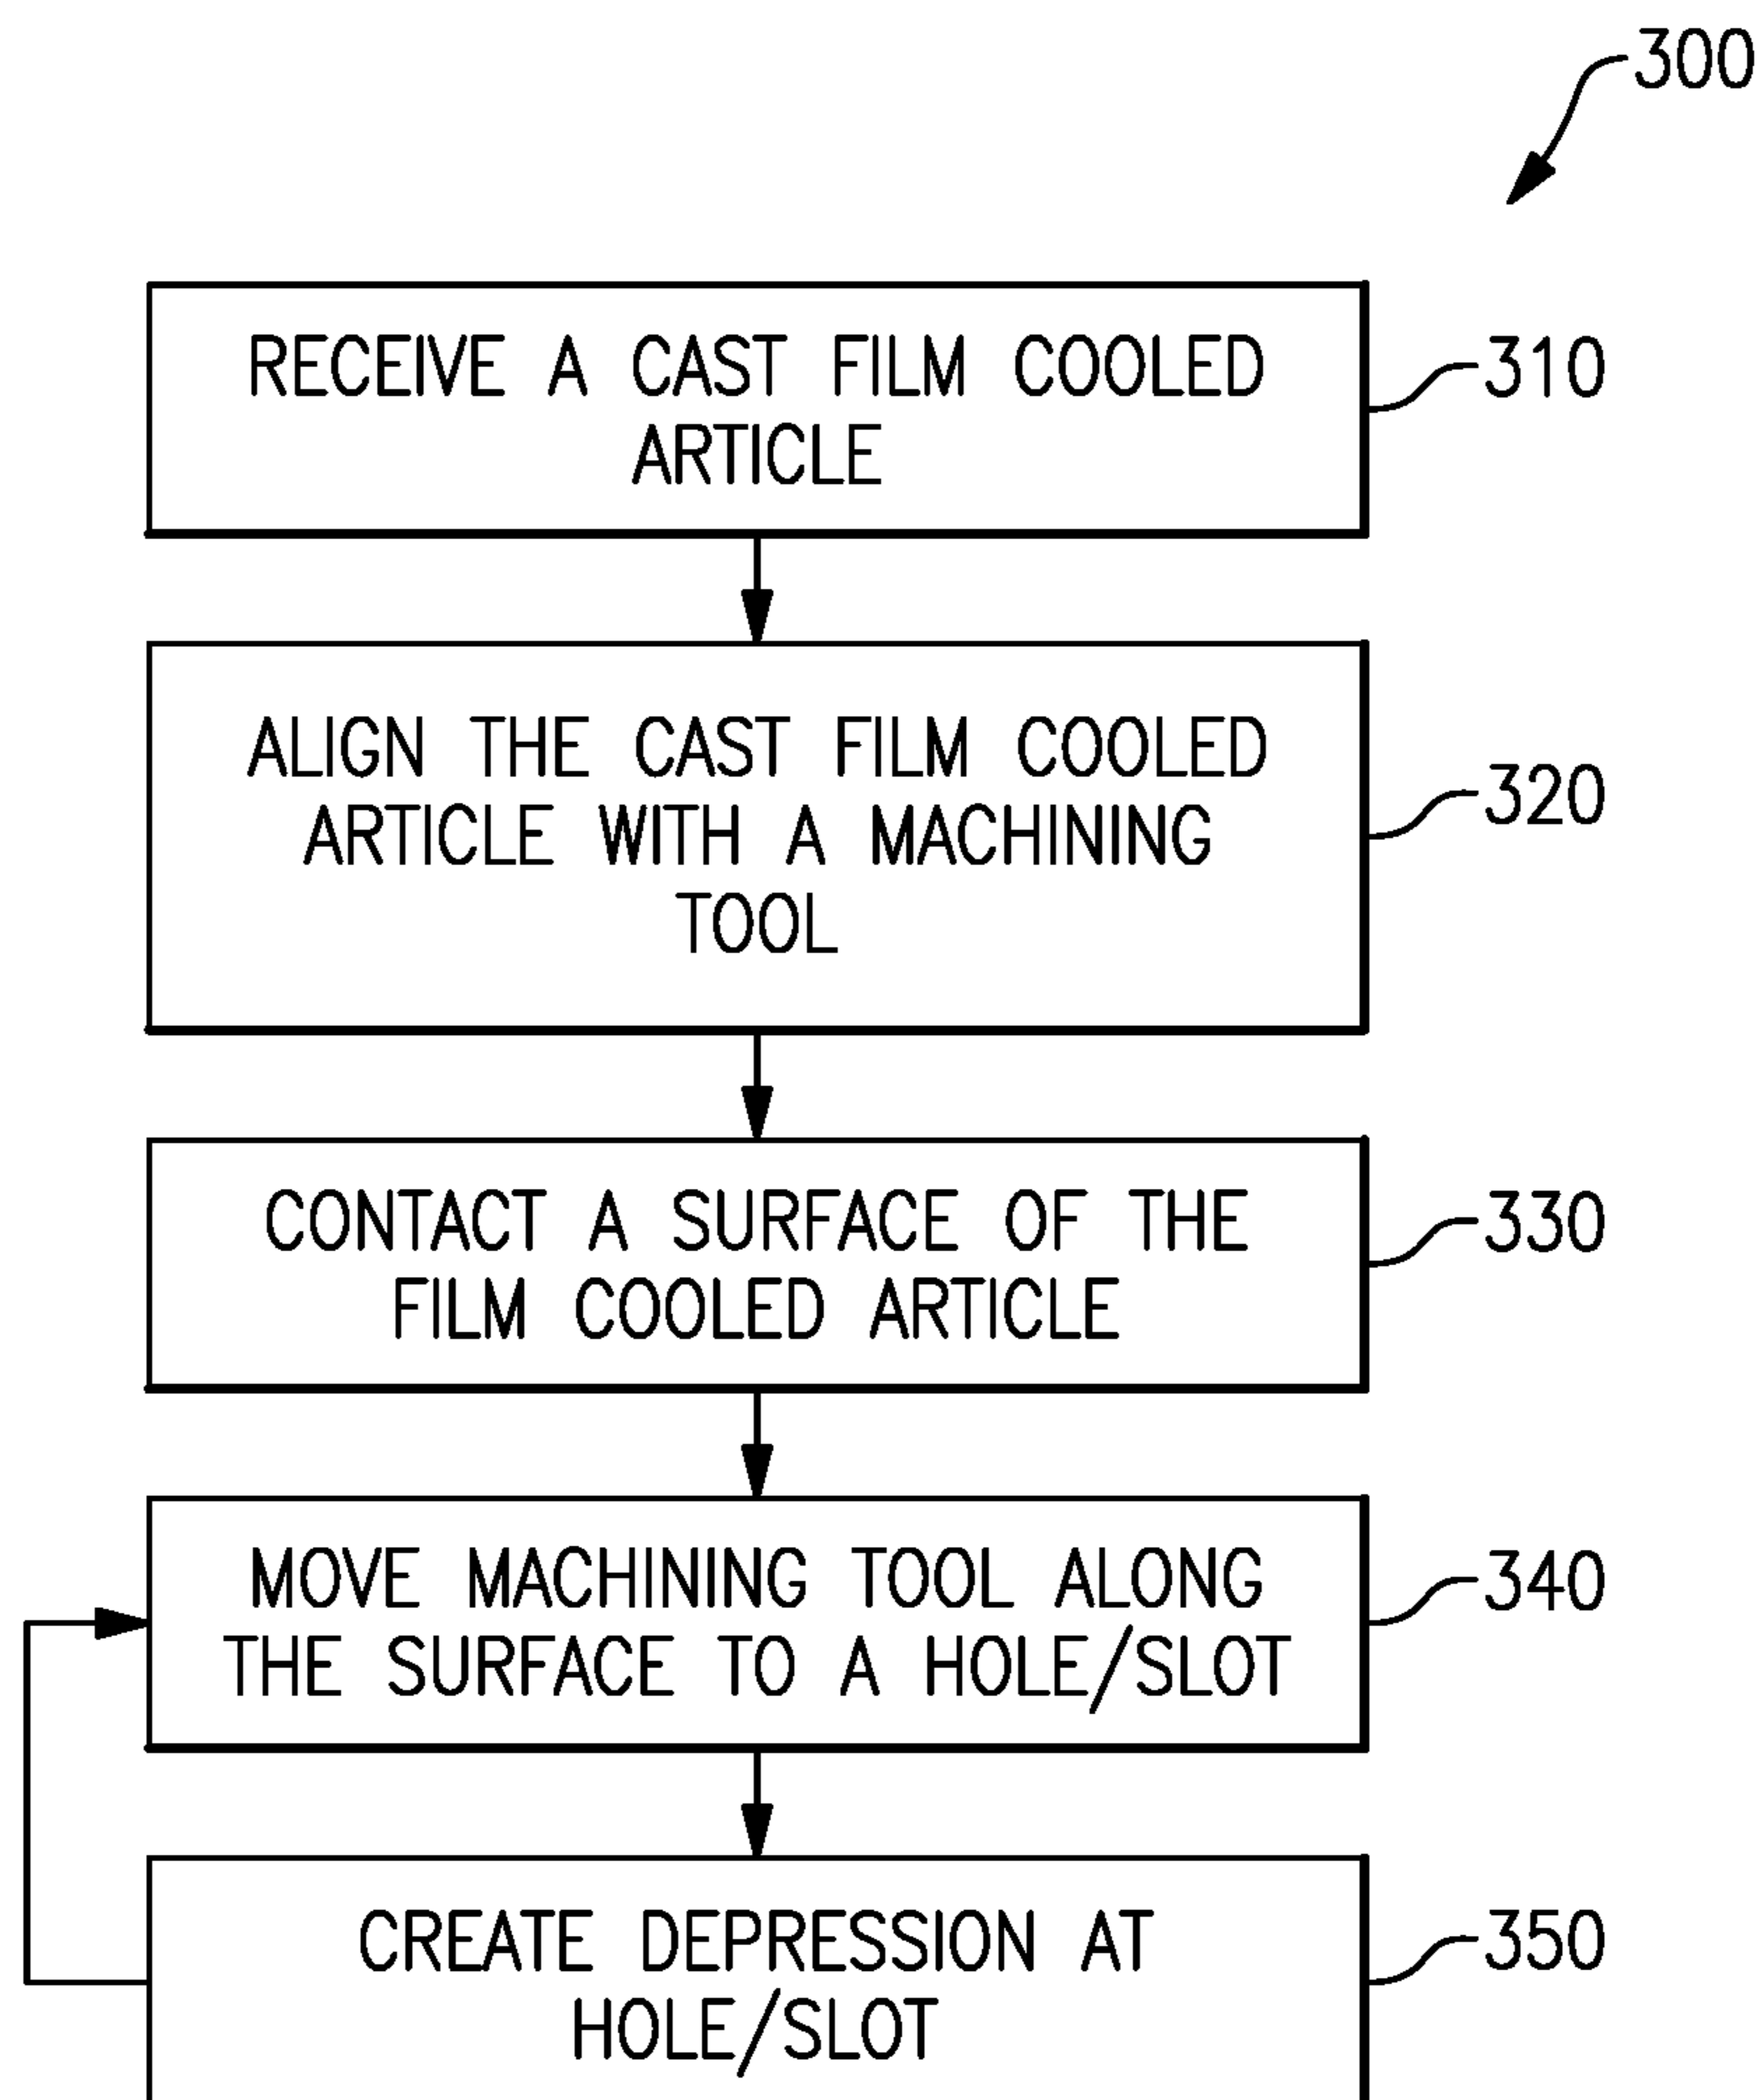 300
RECEIVE A CAST FILM COOLED
ARTICLE
310
ALIGN THE CAST FILM COOLED
ARTICLE WITH A MACHINING
TOOL
320
CONTACT A SURFACE OF THE
FILM COOLED ARTICLE
330
MOVE MACHINING TOOL ALONG
THE SURFACE TO A HOLE/SLOT
340
CREATE DEPRESSION AT
HOLE/SLOT
350